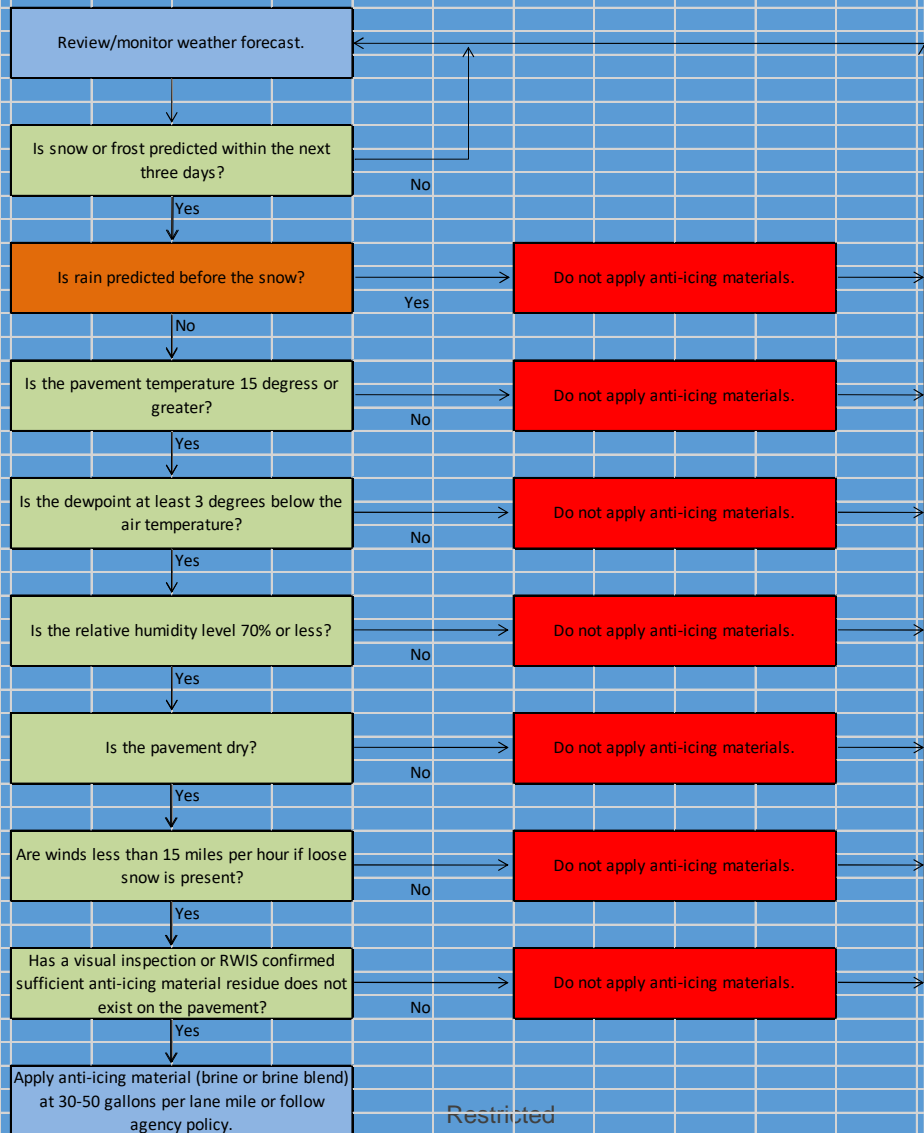 Review/monitor weather forecast.
Is snow or frost predicted within the next
three days?
No
Yes
Is rain predicted before the snow?
Do not apply anti-icing materials.
Yes
No
Is the pavement temperature 15 degress or
greater?
Do not apply anti-icing materials.
No
Yes
Is the dewpoint at least 3 degrees below the
air temperature?
Do not apply anti-icing materials.
No
Yes
Is the relative humidity level 70% or less?
Do not apply anti-icing materials.
No
Yes
Is the pavement dry?
Do not apply anti-icing materials.
No
Yes
Are winds less than 15 miles per hour if loose
snow is present?
Do not apply anti-icing materials.
No
Yes
Has a visual inspection or RWIS confirmed
sufficient anti-icing material residue does not
exist on the pavement?
Do not apply anti-icing materials.
No
Yes
Apply anti-icing material (brine or brine blend)
at 30-50 gallons per lane mile or follow
agency policy.
Restricted